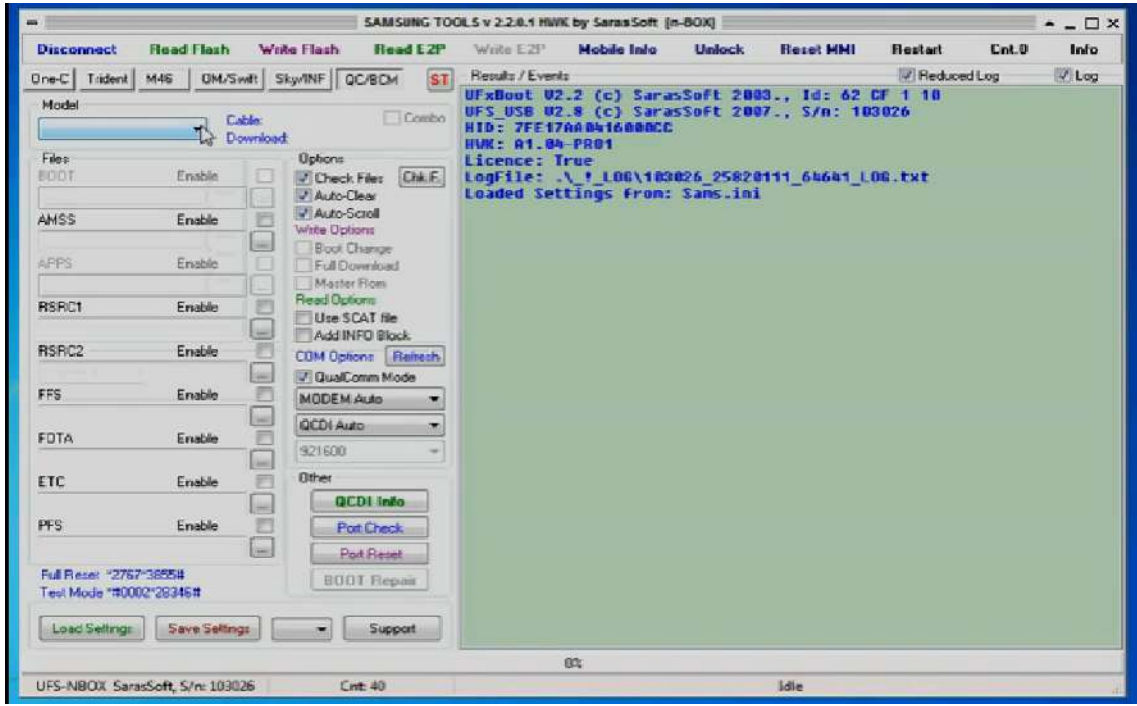 SAMSUNG TOOLS v 2.2.0.1 HWK by SarasSoft [n-BOX]
Disconnect Read Flash Write Flash Read E2P Write E2P Mobile Info Unlock Reset MMI Restart Cnt.0 Info
One-C Trident M46 OM/Swift Sky/INF QC/BCM ST
Results / Events Reduced Log Log
Model
Cable:
Download:
Combo
Files
BOOT Enable
AMSS Enable
...
APPS Enable
...
RSRC1 Enable
...
RSRC2 Enable
...
FFS Enable
...
FOTA Enable
...
ETC Enable
...
PFS Enable
...
Full Reset *2767*3855#
Test Mode *#0002*28346#
Options
Check Files Chk.F.
Auto-Clear
Auto-Scroll
Write Options
Boot Change
Full Download
Master Rom
Read Options
Use SCAT file
Add INFO Block
COM Options Refresh
QualComm Mode
MODEM Auto
QCDI Auto
921600
Other
QCDI Info
Port Check
Port Reset
BOOT Repair
Load Settings Save Settings Support
UFxBoot V2.2 (c) SarasSoft 2003., Id: 62 CF 1 10
UFS_USB V2.8 (c) SarasSoft 2007., S/n: 103026
HID: 7FE17AA0416000CC
HWK: A1.04-PR01
Licence: True
LogFile: .\_!_LOG\103026_25820111_64641_LOG.txt
Loaded Settings from: Sams.ini
0%
UFS-NBOX SarasSoft, S/n: 103026 Cnt: 40 Idle